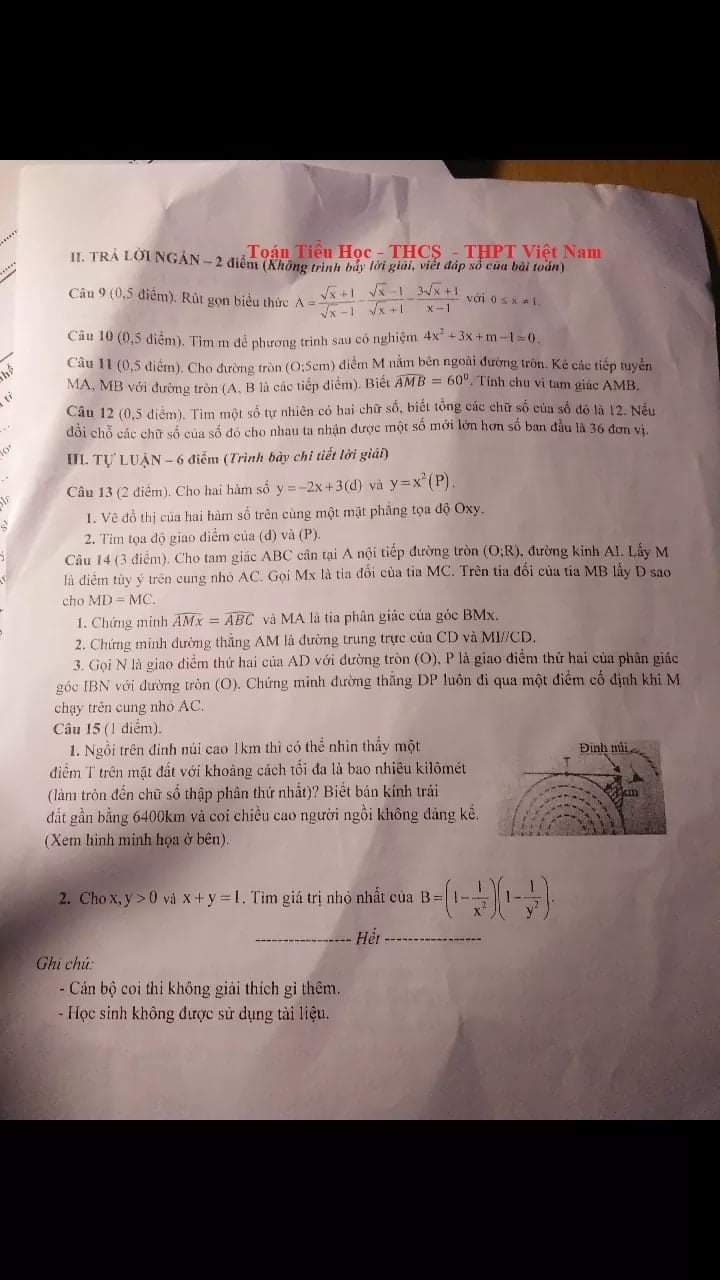 Toán Tiểu Học - THCS - THPT Việt Nam
II. TRẢ LỜI NGẮN – 2 điểm (Không trình bày lời giải, viết đáp số của bài toán)
Câu 9 (0,5 điểm). Rút gọn biểu thức A = (√x+1)/(√x−1) − (√x−1)/(√x+1) − (3√x+1)/(x−1) với 0 ≤ x ≠ 1.
Câu 10 (0,5 điểm). Tìm m để phương trình sau có nghiệm 4x² + 3x + m − 1 = 0.
Câu 11 (0,5 điểm). Cho đường tròn (O;5cm) điểm M nằm bên ngoài đường tròn. Kẻ các tiếp tuyến
MA, MB với đường tròn (A, B là các tiếp điểm). Biết AMB = 60⁰. Tính chu vi tam giác AMB.
Câu 12 (0,5 điểm). Tìm một số tự nhiên có hai chữ số, biết tổng các chữ số của số đó là 12. Nếu
đổi chỗ các chữ số của số đó cho nhau ta nhận được một số mới lớn hơn số ban đầu là 36 đơn vị.
III. TỰ LUẬN – 6 điểm (Trình bày chi tiết lời giải)
Câu 13 (2 điểm). Cho hai hàm số y = −2x + 3 (d) và y = x² (P).
1. Vẽ đồ thị của hai hàm số trên cùng một mặt phẳng tọa độ Oxy.
2. Tìm tọa độ giao điểm của (d) và (P).
Câu 14 (3 điểm). Cho tam giác ABC cân tại A nội tiếp đường tròn (O;R), đường kính AI. Lấy M
là điểm tùy ý trên cung nhỏ AC. Gọi Mx là tia đối của tia MC. Trên tia đối của tia MB lấy D sao
cho MD = MC.
1. Chứng minh AMx = ABC và MA là tia phân giác của góc BMx.
2. Chứng minh đường thẳng AM là đường trung trực của CD và MI//CD.
3. Gọi N là giao điểm thứ hai của AD với đường tròn (O), P là giao điểm thứ hai của phân giác
góc IBN với đường tròn (O). Chứng minh đường thẳng DP luôn đi qua một điểm cố định khi M
chạy trên cung nhỏ AC.
Câu 15 (1 điểm).
1. Ngồi trên đỉnh núi cao 1km thì có thể nhìn thấy một
điểm T trên mặt đất với khoảng cách tối đa là bao nhiêu kilômét
(làm tròn đến chữ số thập phân thứ nhất)? Biết bán kính trái
đất gần bằng 6400km và coi chiều cao người ngồi không đáng kể.
(Xem hình minh họa ở bên).
Đỉnh núi
T
km
2. Cho x, y > 0 và x + y = 1. Tìm giá trị nhỏ nhất của B = (1 − 1/x²)(1 − 1/y²).
------------------ Hết -----------------
Ghi chú:
- Cán bộ coi thi không giải thích gì thêm.
- Học sinh không được sử dụng tài liệu.